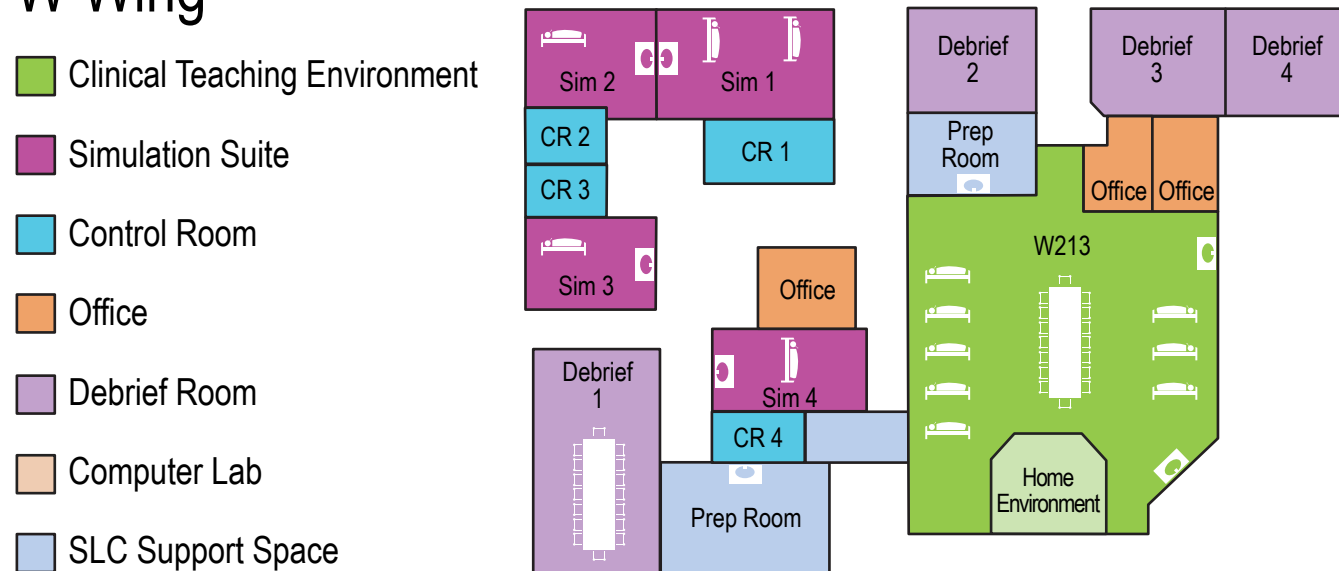 W Wing
Clinical Teaching Environment
Simulation Suite
Control Room
Office
Debrief Room
Computer Lab
SLC Support Space
Sim 2
Sim 1
CR 2
CR 1
CR 3
Sim 3
Office
Sim 4
CR 4
Debrief
1
Prep Room
Debrief
2
Debrief
3
Debrief
4
Prep
Room
Office
Office
W213
Home
Environment